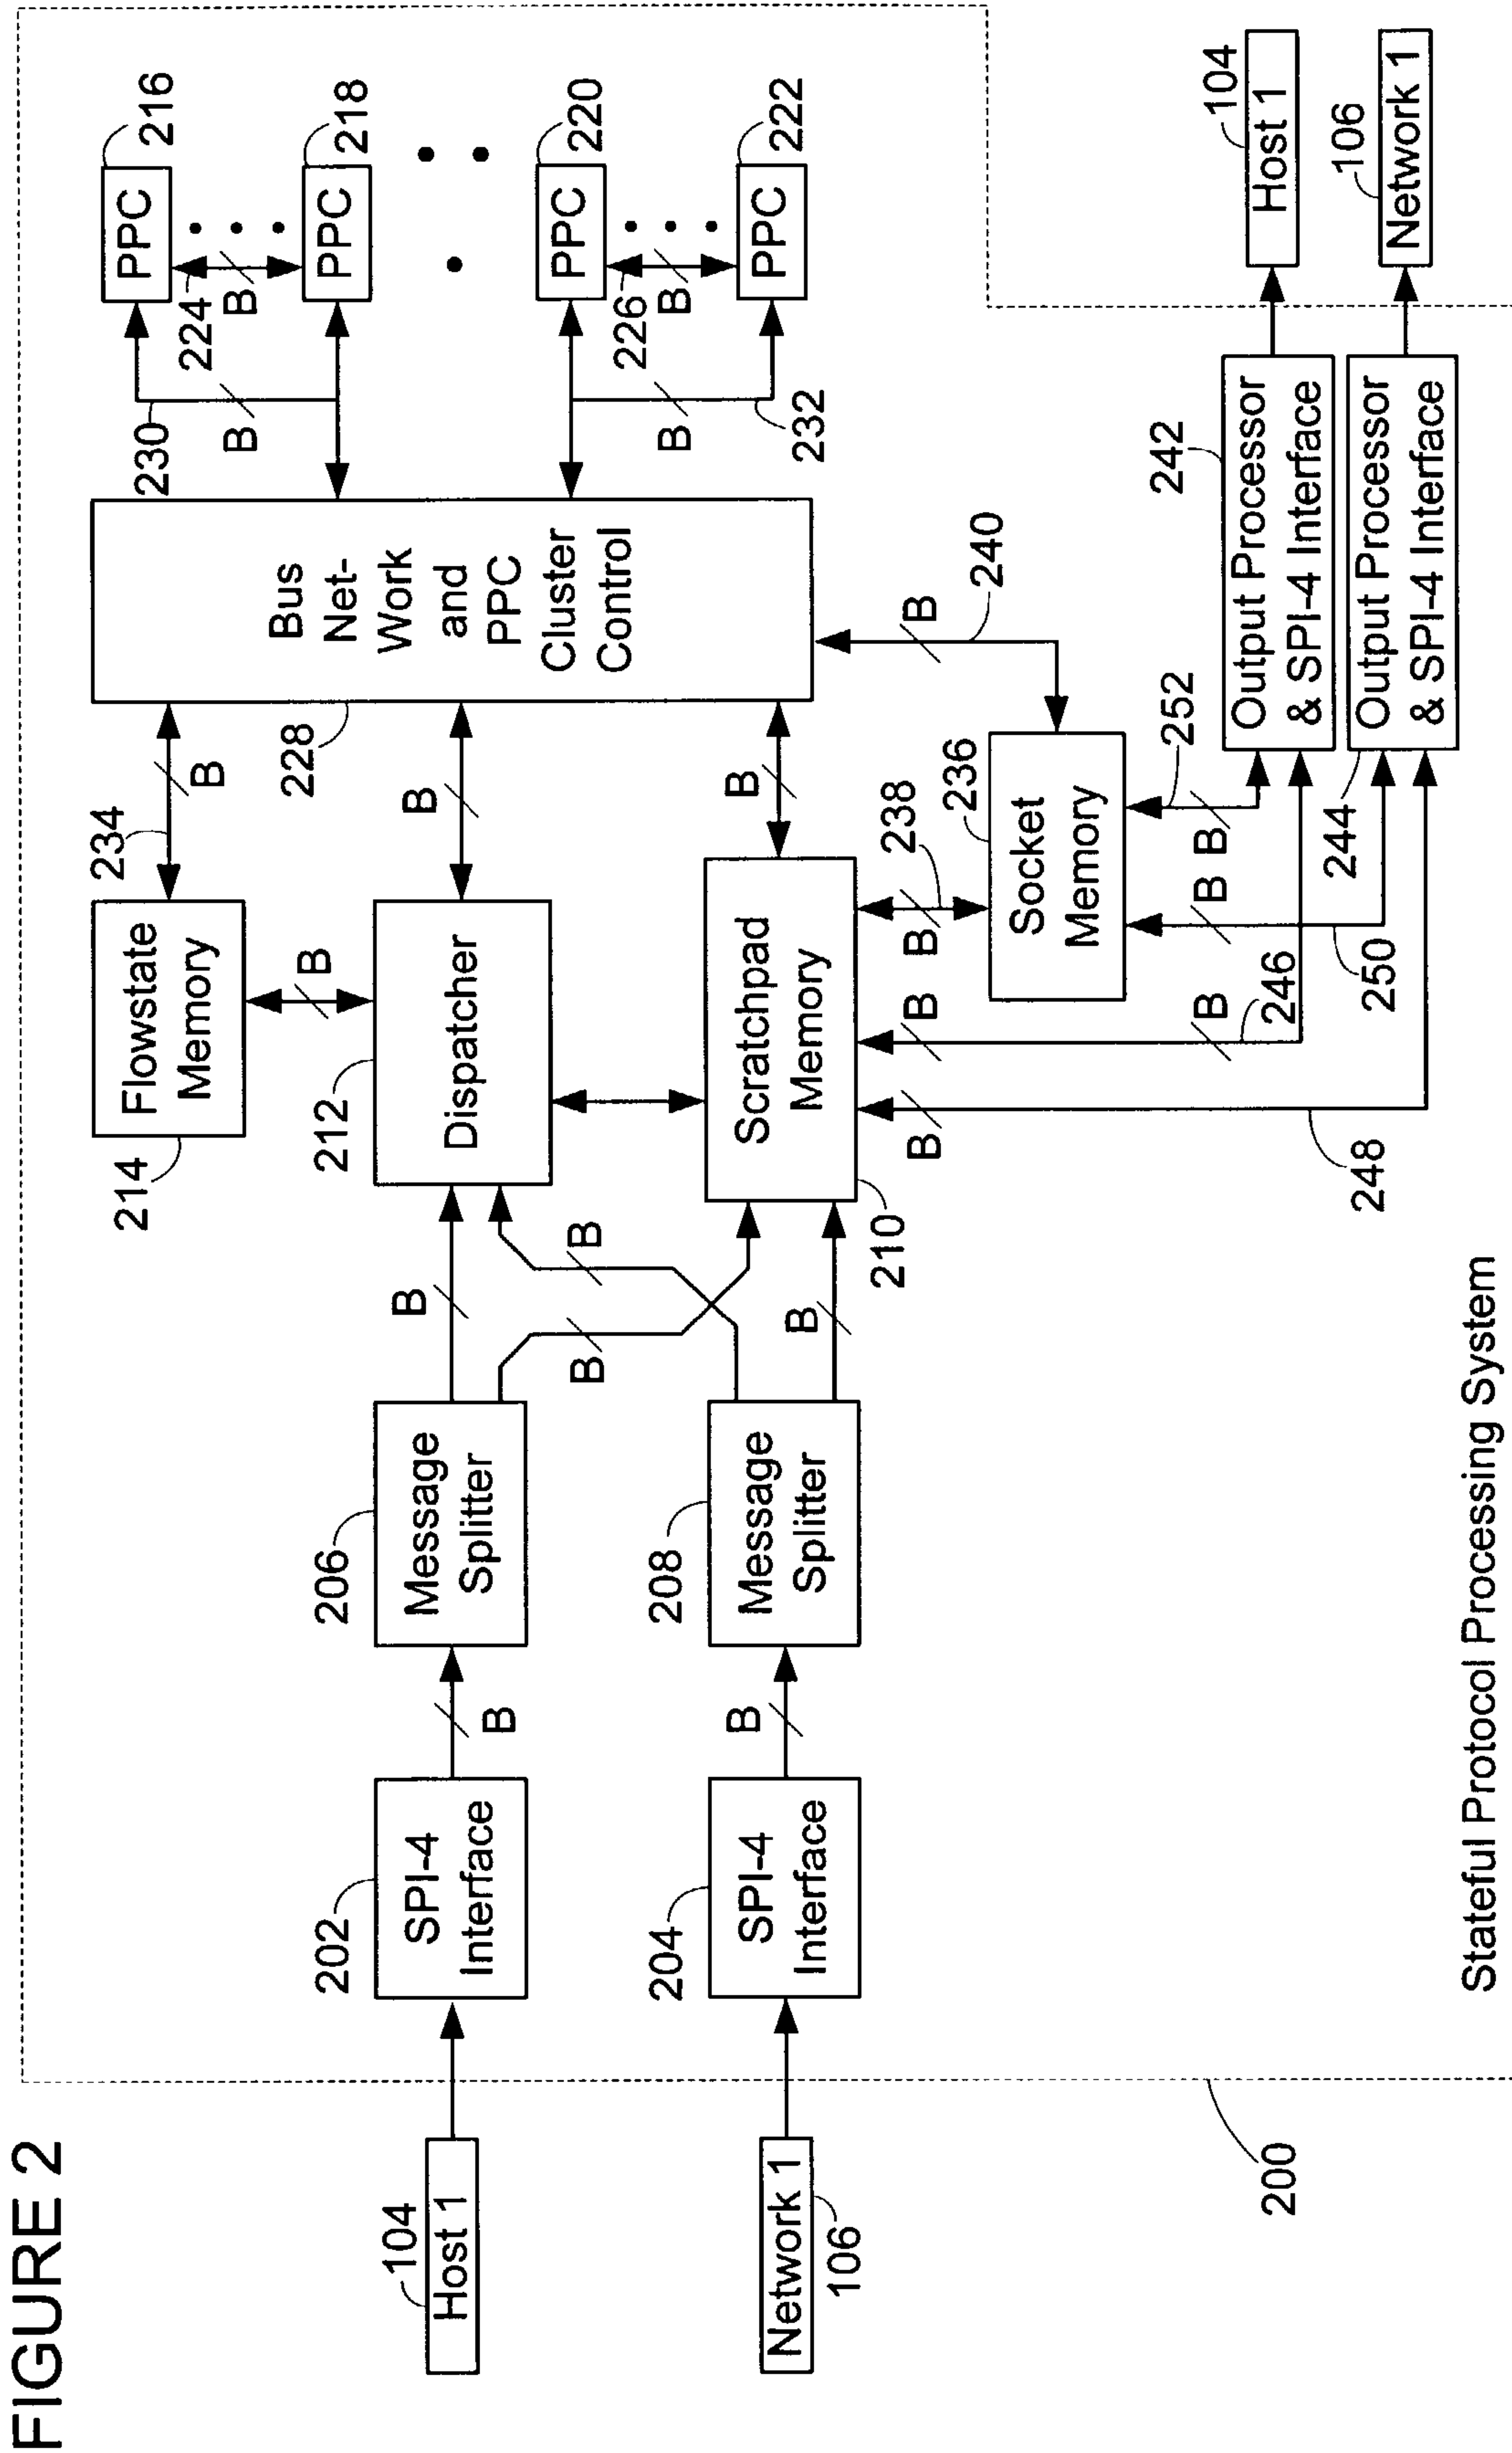 FIGURE 2
104
Host 1
Network 1
106
200
202
SPI-4
Interface
204
SPI-4
Interface
B
B
206
Message
Splitter
208
Message
Splitter
B
B
B
B
214
Flowstate
Memory
212
Dispatcher
210
Scratchpad
Memory
B
234
B
B
B
228
Bus
Net-
Work
and
PPC
Cluster
Control
230
B
B
232
PPC
216
224
B
PPC
218
PPC
220
226
B
PPC
222
238
B
236
Socket
Memory
B
240
B
B
246
B
248
B
250
B
252
242
Output Processor
& SPI-4 Interface
244
Output Processor
& SPI-4 Interface
104
Host 1
106
Network 1
Stateful Protocol Processing System